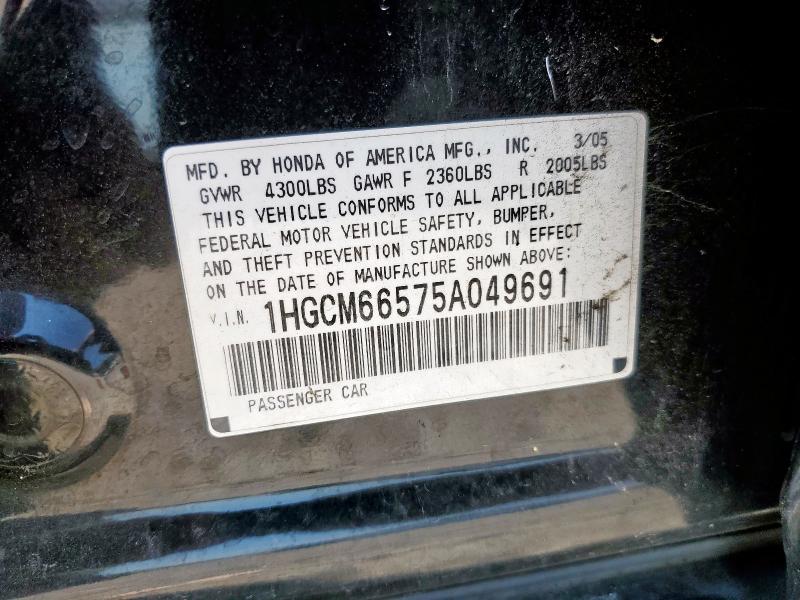 MFD. BY HONDA OF AMERICA MFG., INC. 3/05
GVWR 4300LBS GAWR F 2360LBS R 2005LBS
THIS VEHICLE CONFORMS TO ALL APPLICABLE
FEDERAL MOTOR VEHICLE SAFETY, BUMPER,
AND THEFT PREVENTION STANDARDS IN EFFECT
ON THE DATE OF MANUFACTURE SHOWN ABOVE:
V.I.N. 1HGCM66575A049691
PASSENGER CAR